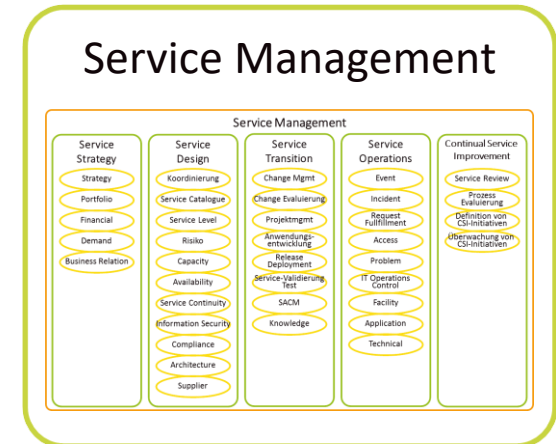 Service Management
Service Management
Service
Strategy
Strategy
Portfolio
Financial
Demand
Business Relation
Service
Design
Koordinierung
Service Catalogue
Service Level
Risiko
Capacity
Availability
Service Continuity
Information Security
Compliance
Architecture
Supplier
Service
Transition
Change Mgmt
Change Evaluierung
Projektmgmt
Anwendungs-
entwicklung
Release
Deployment
Service-Validierung
Test
SACM
Knowledge
Service
Operations
Event
Incident
Request
Fullfillment
Access
Problem
IT Operations
Control
Facility
Application
Technical
Continual Service
Improvement
Service Review
Prozess
Evaluierung
Definition von
CSI-Initiativen
Überwachung von
CSI-Initiativen